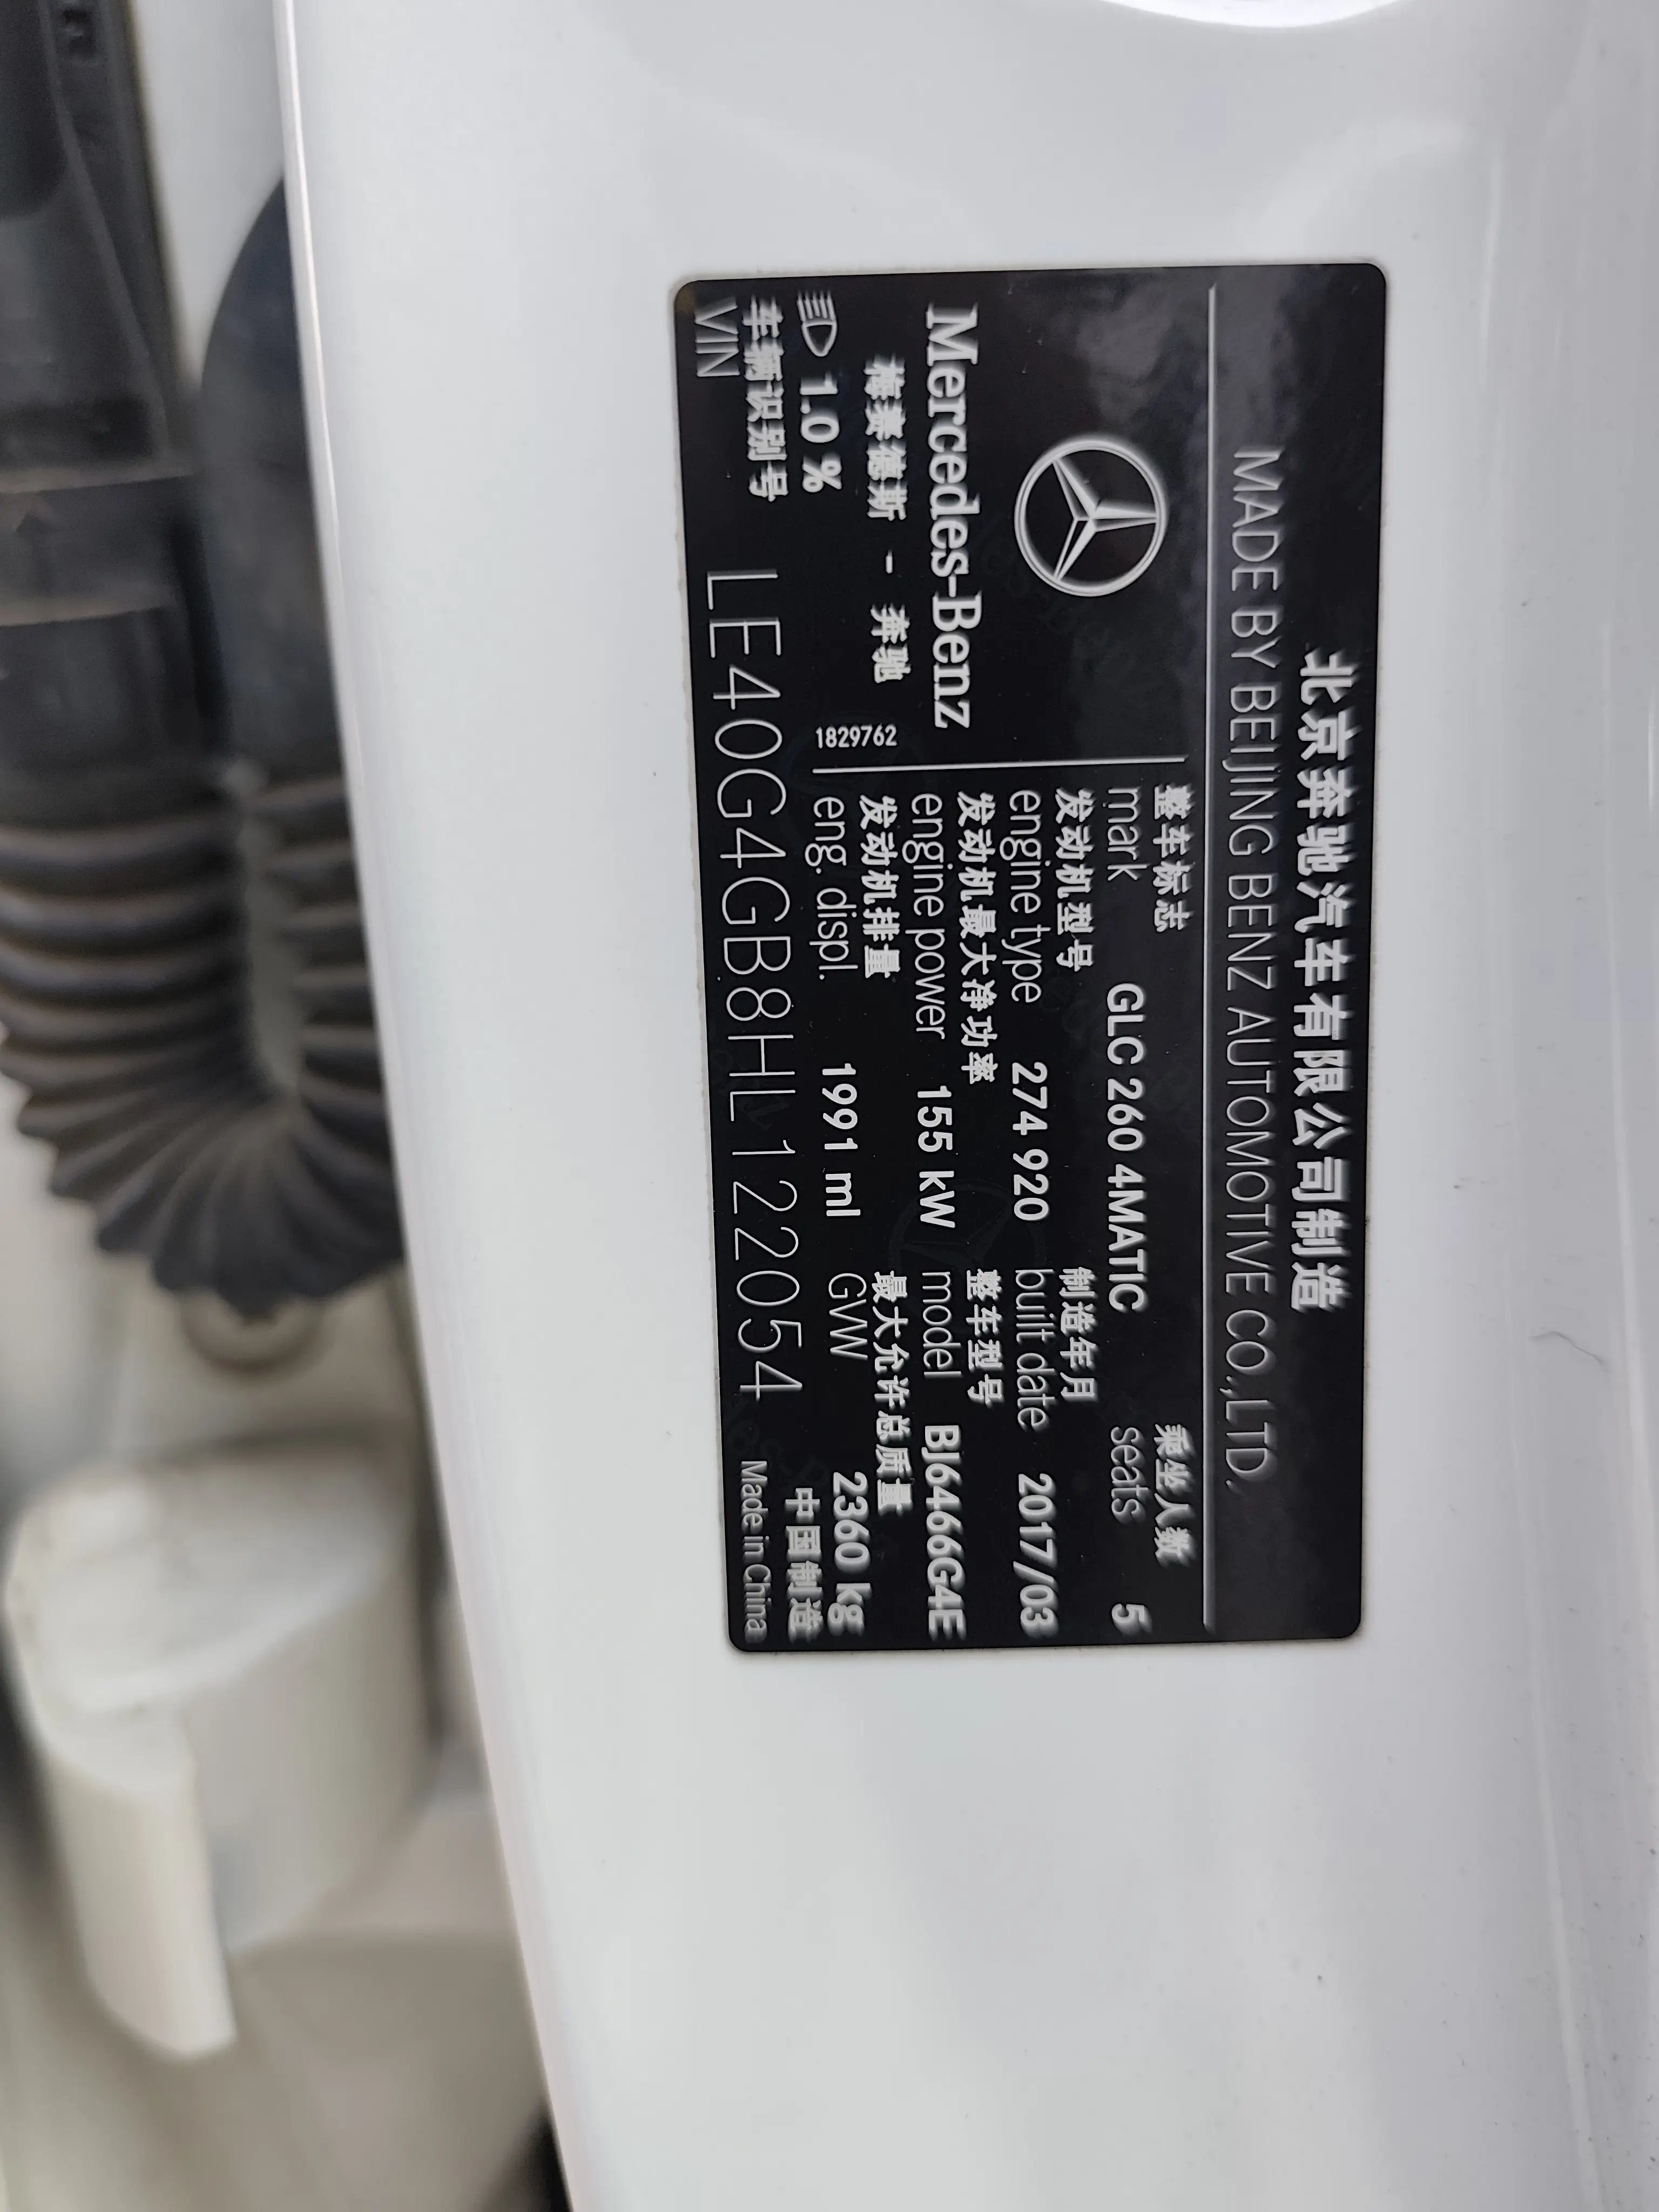 北京奔驰汽车有限公司制造
MADE BY BEIJING BENZ AUTOMOTIVE CO.,LTD.
Mercedes-Benz
梅赛德斯 - 奔驰
1.0 %
1829762
整车标志
mark GLC 260 4MATIC
乘坐人数
seats 5
发动机型号
engine type 274 920
制造年月
built date 2017/03
发动机最大净功率
engine power 155 kW
整车型号
model BJ6466G4E
发动机排量
eng. displ. 1991 ml
最大允许总质量
GVW 2360 kg
车辆识别号
VIN LE40G4GB8HL122054
中国制造
Made in China